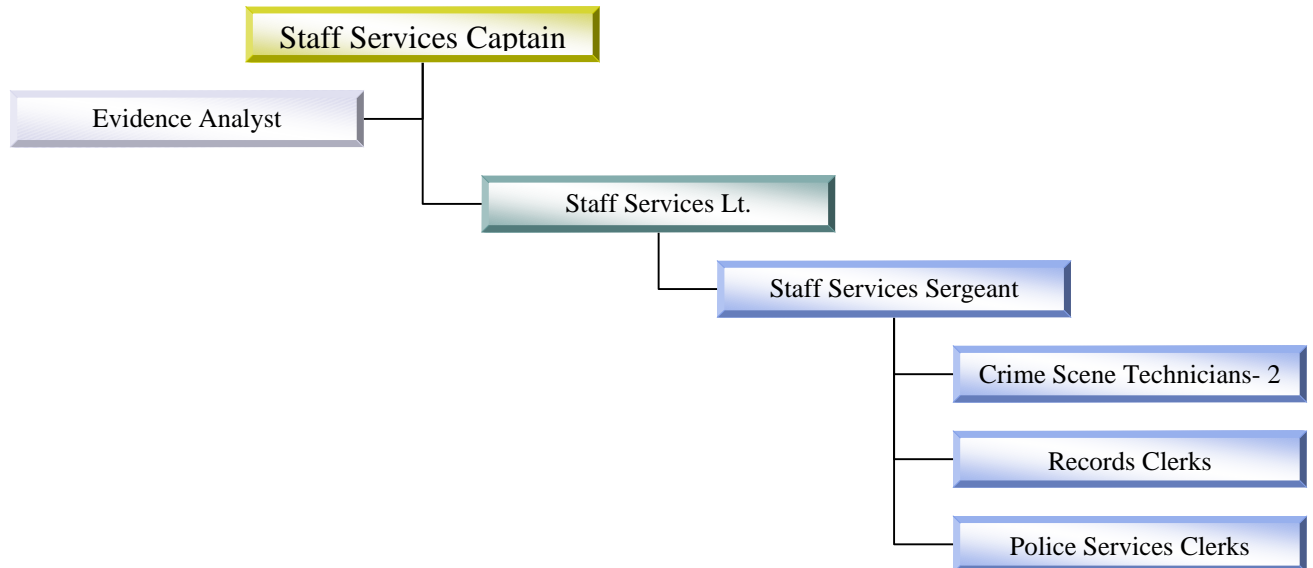 Staff Services Captain
Evidence Analyst
Staff Services Lt.
Staff Services Sergeant
Crime Scene Technicians- 2
Records Clerks
Police Services Clerks